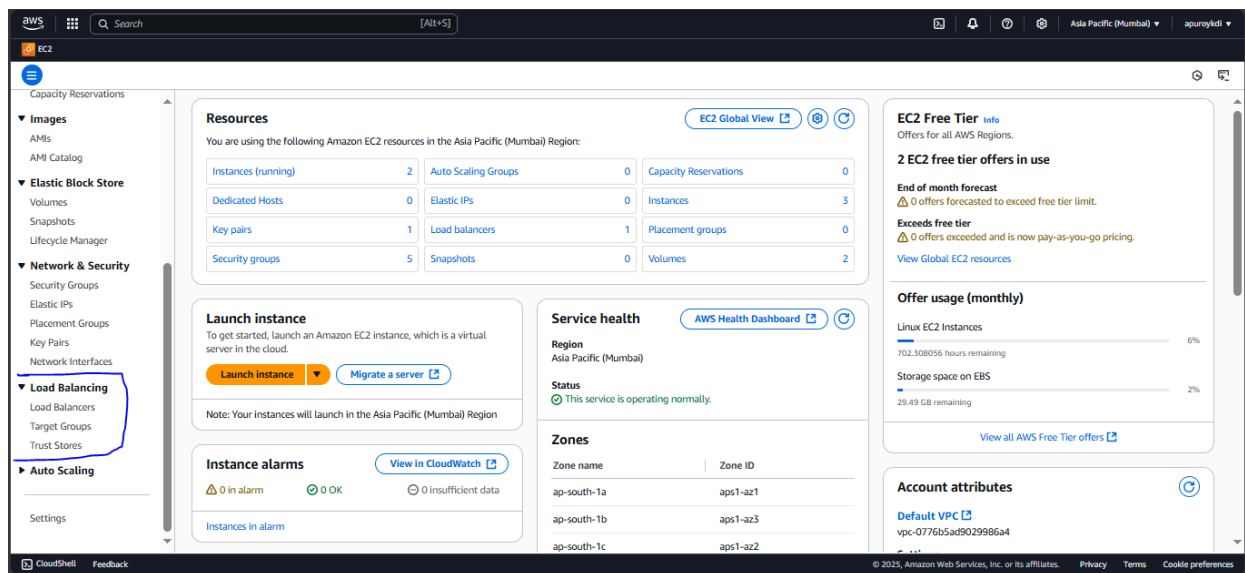 aws
Search
[Alt+S]
Asia Pacific (Mumbai) ▼
apuroykdi ▼
EC2
Capacity Reservations
▼ Images
AMIs
AMI Catalog
▼ Elastic Block Store
Volumes
Snapshots
Lifecycle Manager
▼ Network & Security
Security Groups
Elastic IPs
Placement Groups
Key Pairs
Network Interfaces
▼ Load Balancing
Load Balancers
Target Groups
Trust Stores
▶ Auto Scaling
Settings
Resources
EC2 Global View
You are using the following Amazon EC2 resources in the Asia Pacific (Mumbai) Region:
Instances (running) 2
Auto Scaling Groups 0
Capacity Reservations 0
Dedicated Hosts 0
Elastic IPs 0
Instances 3
Key pairs 1
Load balancers 1
Placement groups 0
Security groups 5
Snapshots 0
Volumes 2
Launch instance
To get started, launch an Amazon EC2 instance, which is a virtual
server in the cloud.
Launch instance ▼
Migrate a server
Note: Your instances will launch in the Asia Pacific (Mumbai) Region
Instance alarms
View in CloudWatch
0 in alarm
0 OK
0 insufficient data
Instances in alarm
Service health
AWS Health Dashboard
Region
Asia Pacific (Mumbai)
Status
This service is operating normally.
Zones
Zone name
Zone ID
ap-south-1a
aps1-az1
ap-south-1b
aps1-az3
ap-south-1c
aps1-az2
EC2 Free Tier Info
Offers for all AWS Regions.
2 EC2 free tier offers in use
End of month forecast
0 offers forecasted to exceed free tier limit.
Exceeds free tier
0 offers exceeded and is now pay-as-you-go pricing.
View Global EC2 resources
Offer usage (monthly)
Linux EC2 Instances
6%
702.308056 hours remaining
Storage space on EBS
2%
29.49 GB remaining
View all AWS Free Tier offers
Account attributes
Default VPC
vpc-0776b5ad9029986a4
CloudShell
Feedback
© 2025, Amazon Web Services, Inc. or its affiliates.
Privacy
Terms
Cookie preferences